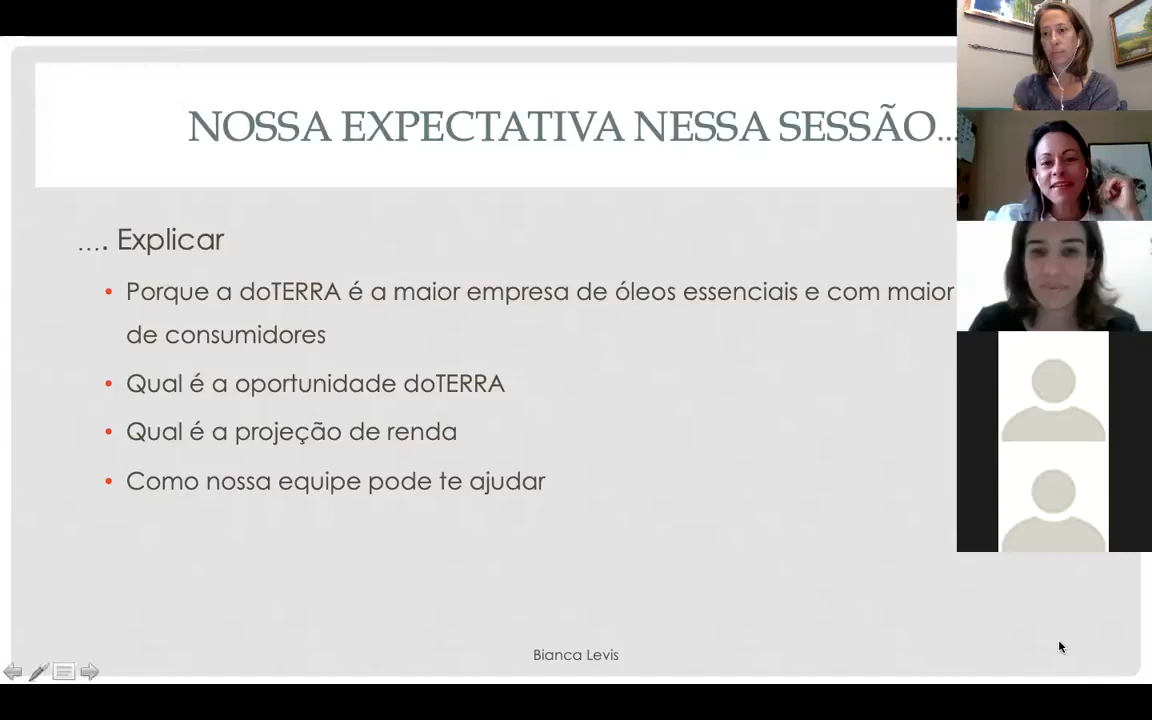 NOSSA EXPECTATIVA NESSA SESSÃO...
.... Explicar
• Porque a doTERRA é a maior empresa de óleos essenciais e com maior
de consumidores
• Qual é a oportunidade doTERRA
• Qual é a projeção de renda
• Como nossa equipe pode te ajudar
Bianca Levis